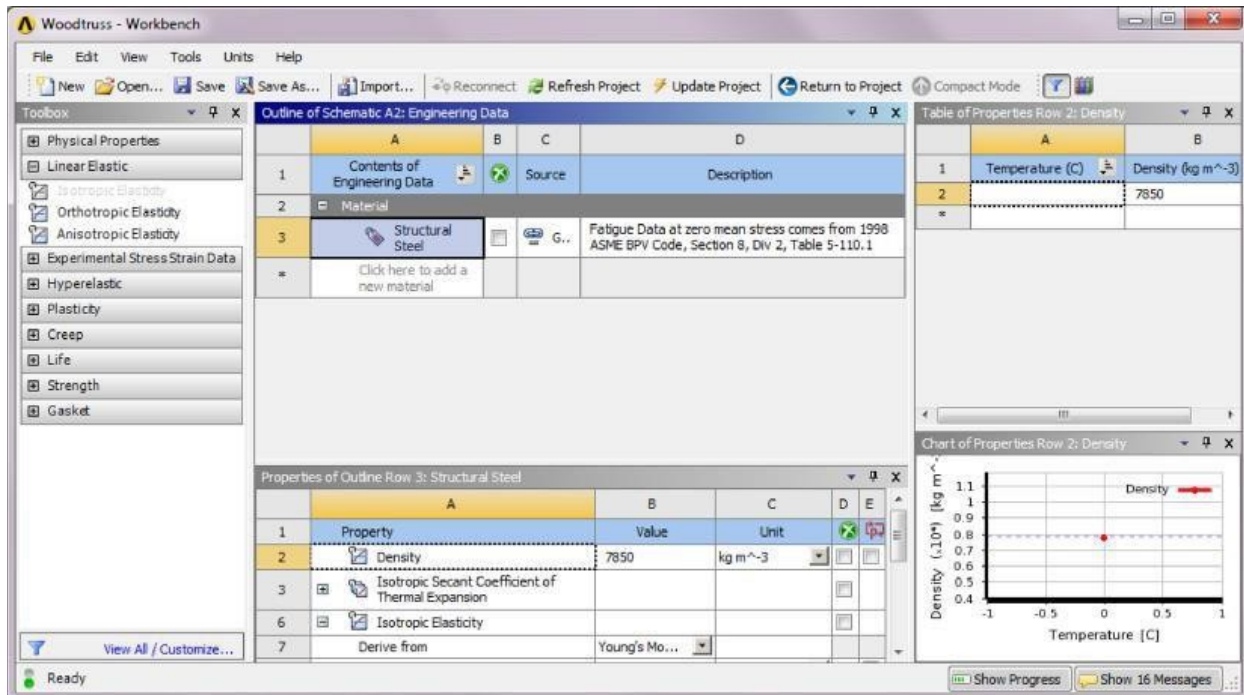 Woodtruss - Workbench
File Edit View Tools Units Help
New Open... Save Save As... Import... Reconnect Refresh Project Update Project Return to Project Compact Mode
Toolbox
Physical Properties
Linear Elastic
Isotropic Elasticity
Orthotropic Elasticity
Anisotropic Elasticity
Experimental Stress Strain Data
Hyperelastic
Plasticity
Creep
Life
Strength
Gasket
View All / Customize...
Outline of Schematic A2: Engineering Data
A B C D
1 Contents of
Engineering Data Source Description
2 Material
3 Structural
Steel G.. Fatigue Data at zero mean stress comes from 1998
ASME BPV Code, Section 8, Div 2, Table 5-110.1
* Click here to add a
new material
Properties of Outline Row 3: Structural Steel
A B C D E
1 Property Value Unit
2 Density 7850 kg m^-3
3 Isotropic Secant Coefficient of
Thermal Expansion
6 Isotropic Elasticity
7 Derive from Young's Mo...
Table of Properties Row 2: Density
A B
1 Temperature (C) Density (kg m^-3)
2 7850
*
Chart of Properties Row 2: Density
Density (.10⁴) [kg m^-
1.1
1
0.9
0.8
0.7
0.6
0.5
0.4
Density
-1 -0.5 0 0.5 1
Temperature [C]
Ready
Show Progress Show 16 Messages